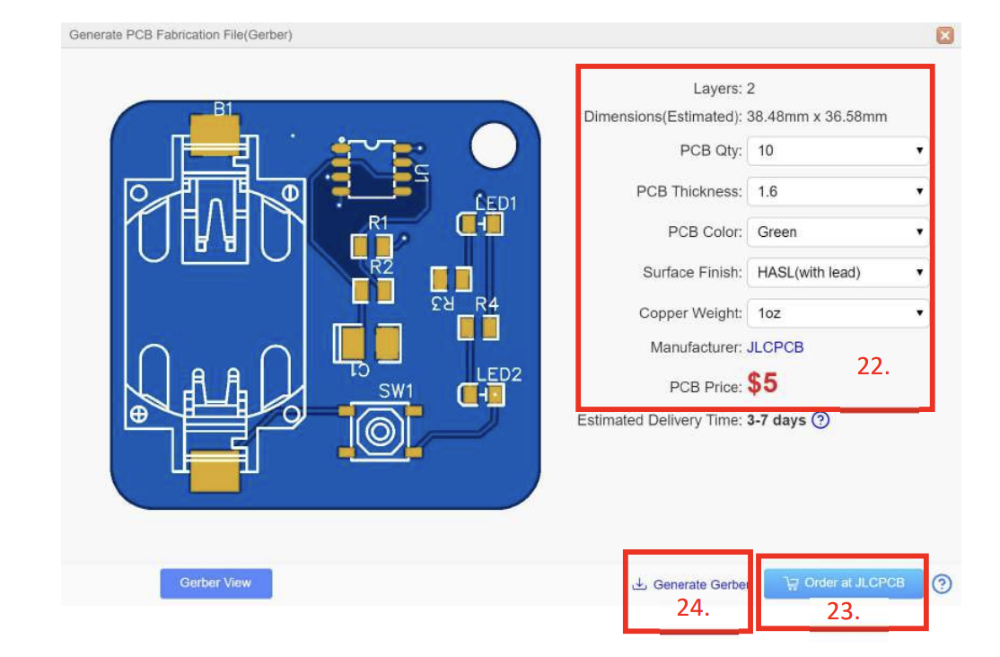 Generate PCB Fabrication File(Gerber)
Layers: 2
Dimensions(Estimated): 38.48mm x 36.58mm
PCB Qty: 10
PCB Thickness: 1.6
PCB Color: Green
Surface Finish: HASL(with lead)
Copper Weight: 1oz
Manufacturer: JLCPCB
22.
PCB Price: $5
Estimated Delivery Time: 3-7 days ?
B1
U1
LED1
R1
R2
R3
R4
C1
LED2
SW1
Gerber View
Generate Gerber
Order at JLCPCB
?
24.
23.